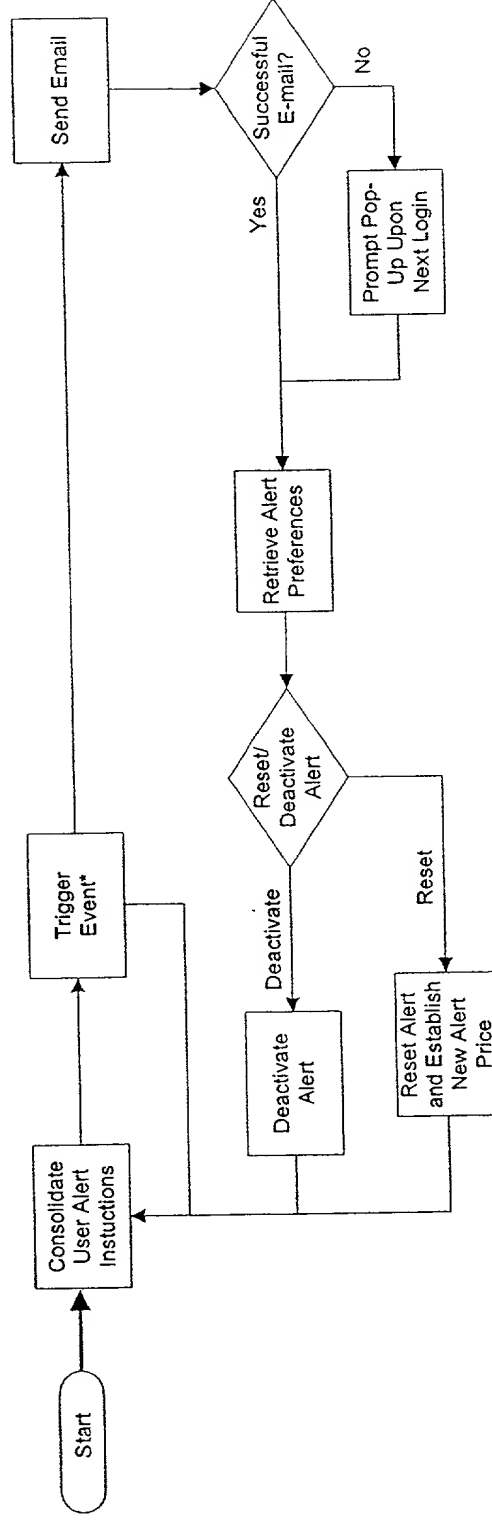 Start
Consolidate
User Alert
Instuctions
Trigger
Event*
Send Email
Successful
E-mail?
Yes
No
Prompt Pop-
Up Upon
Next Login
Retrieve Alert
Preferences
Reset/
Deactivate
Alert
Deactivate
Reset
Deactivate
Alert
Reset Alert
and Establish
New Alert
Price